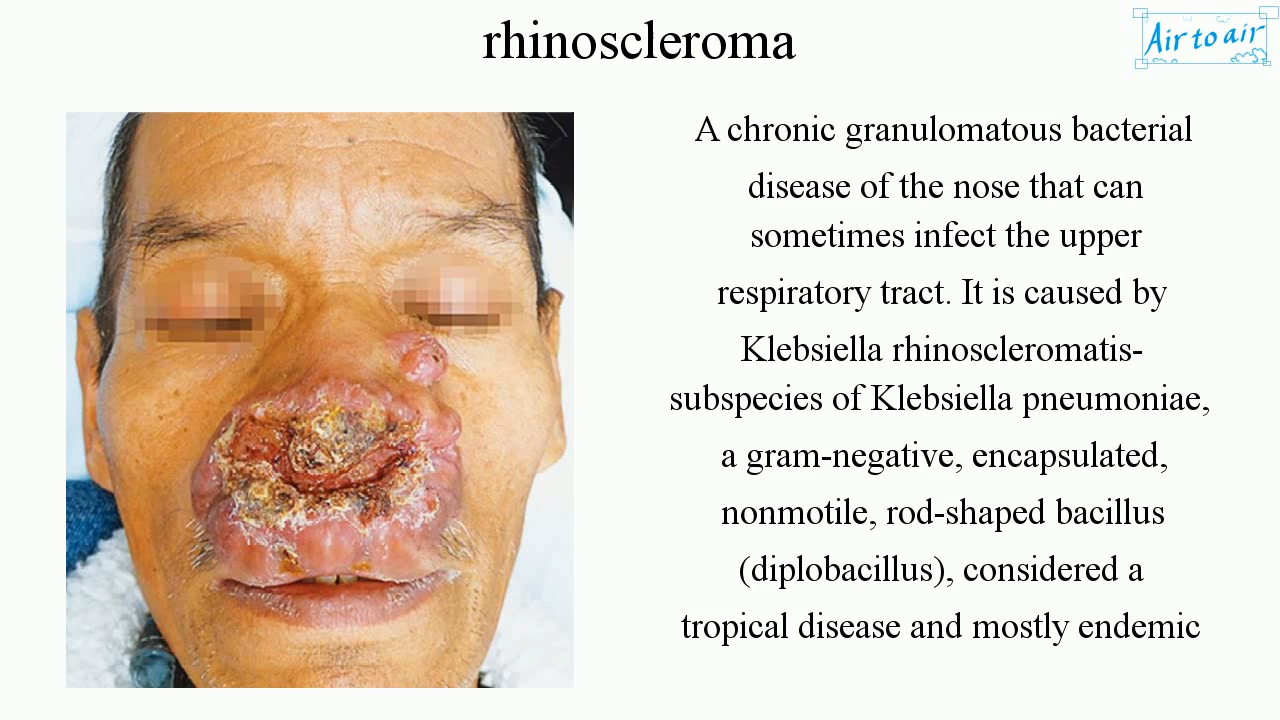 rhinoscleroma
Air to air
A chronic granulomatous bacterial
disease of the nose that can
sometimes infect the upper
respiratory tract. It is caused by
Klebsiella rhinoscleromatis-
subspecies of Klebsiella pneumoniae,
a gram-negative, encapsulated,
nonmotile, rod-shaped bacillus
(diplobacillus), considered a
tropical disease and mostly endemic